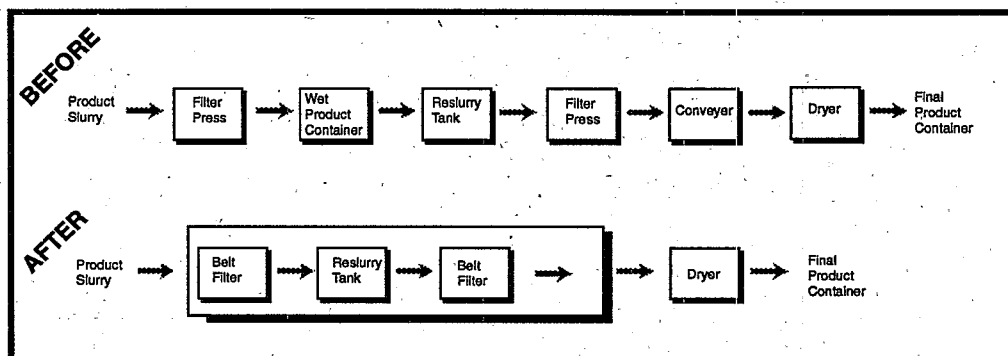 BEFORE
Product
Slurry
Filter
Press
Wet
Product
Container
Reslurry
Tank
Filter
Press
Conveyer
Dryer
Final
Product
Container
AFTER
Product
Slurry
Belt
Filter
Reslurry
Tank
Belt
Filter
Dryer
Final
Product
Container